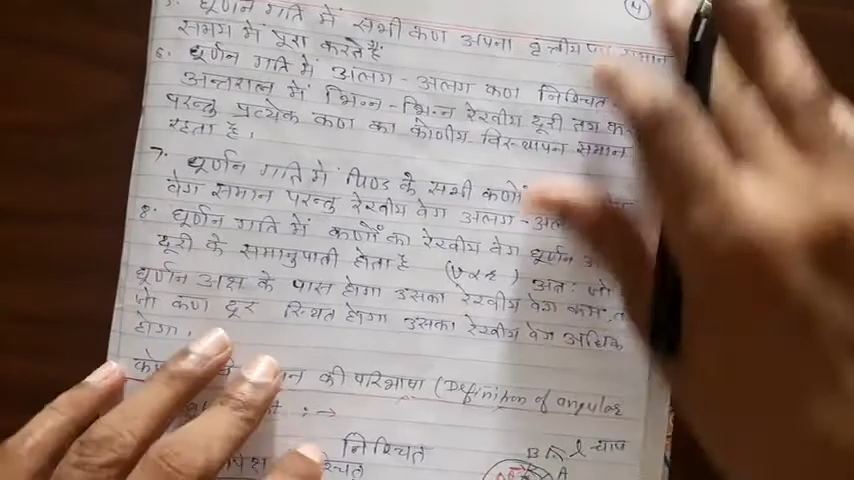 5. घूर्णन गति में सभी कण अपना वृत्तीय पथ समान
समय में पूरा करते हैं
6. घूर्णन गति में अलग-अलग कण निश्चित
अन्तराल में भिन्न-भिन्न रेखीय दूरी तय
परन्तु प्रत्येक कण का कोणीय विस्थापन समान
रहता है।
7. घूर्णन गति में पिण्ड के सभी कणों
वेग समान परन्तु रेखीय वेग अलग-
8. घूर्णन गति में कणों का रेखीय वेग घूर्णन
दूरी के समानुपाती होता है (v∝r) अतः जो
घूर्णन अक्ष के पास होगा उसका रेखीय वेग कम
जो कण दूर स्थित होगा उसका रेखीय वेग अधिक
होगा।
की परिभाषा (Definition of angular
निश्चित
B l चाप
A